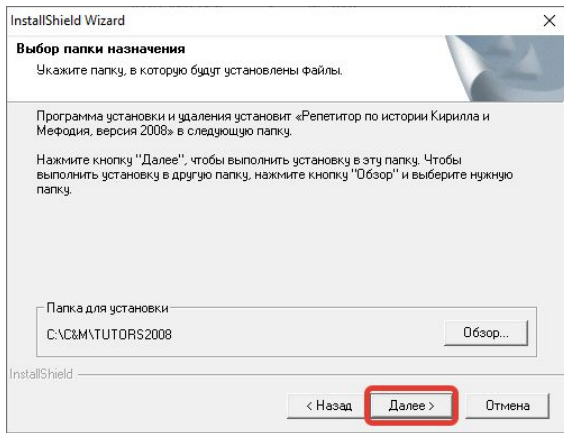 InstallShield Wizard
Выбор папки назначения
Укажите папку, в которую будут установлены файлы.
Программа установки и удаления установит «Репетитор по истории Кирилла и
Мефодия, версия 2008» в следующую папку.
Нажмите кнопку "Далее", чтобы выполнить установку в эту папку. Чтобы
выполнить установку в другую папку, нажмите кнопку "Обзор" и выберите нужную
папку.
Папка для установки
C:\C&M\TUTORS2008
Обзор...
InstallShield
< Назад
Далее >
Отмена